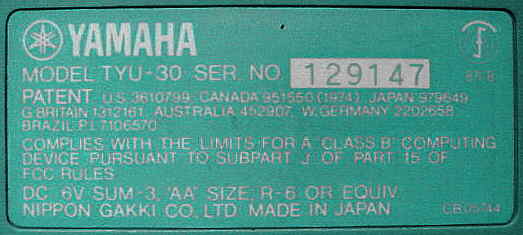 YAMAHA
MODEL TYU-30 SER. NO. 129147
PATENT U.S. 3610799, CANADA 951550 (1974), JAPAN 979649
G. BRITAIN 1312161, AUSTRALIA 452907, W. GERMANY 2202658
BRAZIL P.I. 7106570
COMPLIES WITH THE LIMITS FOR A 'CLASS B' COMPUTING
DEVICE PURSUANT TO SUBPART J OF PART 15 OF
FCC RULES
DC 6V SUM-3, 'AA' SIZE, R-6 OR EQUIV.
NIPPON GAKKI CO., LTD. MADE IN JAPAN